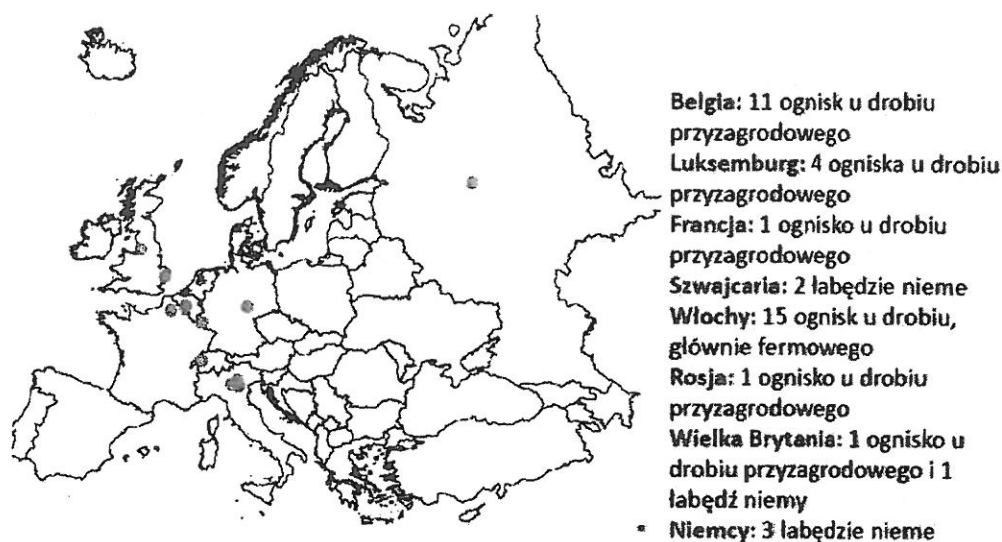 Belgia: 11 ognisk u drobiu
przyzagrodowego
Luksemburg: 4 ogniska u drobiu
przyzagrodowego
Francja: 1 ognisko u drobiu
przyzagrodowego
Szwajcaria: 2 łabędzie nieme
Włochy: 15 ognisk u drobiu,
głównie fermowego
Rosja: 1 ognisko u drobiu
przyzagrodowego
Wielka Brytania: 1 ognisko u
drobiu przyzagrodowego i 1
łabędź niemy
• Niemcy: 3 łabędzie nieme